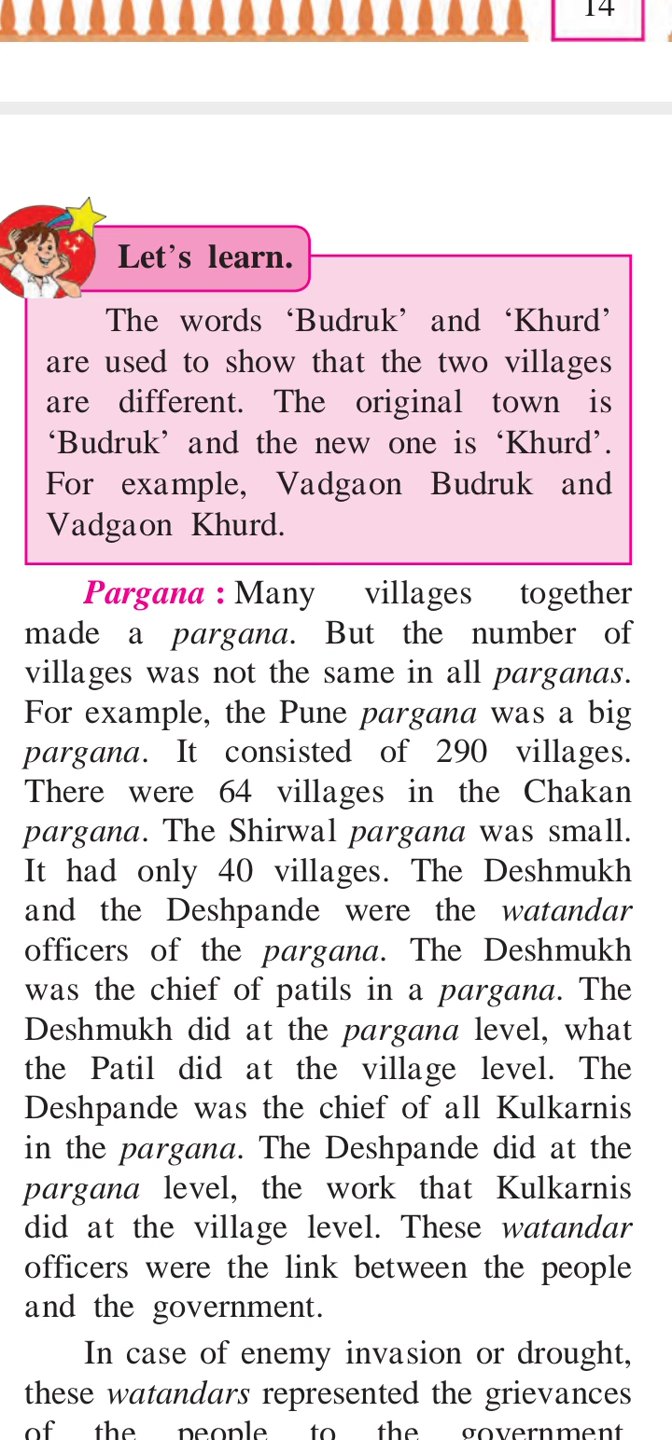 14
Let's learn.
The words ‘Budruk’ and ‘Khurd’
are used to show that the two villages
are different. The original town is
‘Budruk’ and the new one is ‘Khurd’.
For example, Vadgaon Budruk and
Vadgaon Khurd.
Pargana : Many villages together
made a pargana. But the number of
villages was not the same in all parganas.
For example, the Pune pargana was a big
pargana. It consisted of 290 villages.
There were 64 villages in the Chakan
pargana. The Shirwal pargana was small.
It had only 40 villages. The Deshmukh
and the Deshpande were the watandar
officers of the pargana. The Deshmukh
was the chief of patils in a pargana. The
Deshmukh did at the pargana level, what
the Patil did at the village level. The
Deshpande was the chief of all Kulkarnis
in the pargana. The Deshpande did at the
pargana level, the work that Kulkarnis
did at the village level. These watandar
officers were the link between the people
and the government.
In case of enemy invasion or drought,
these watandars represented the grievances
of the people to the government.